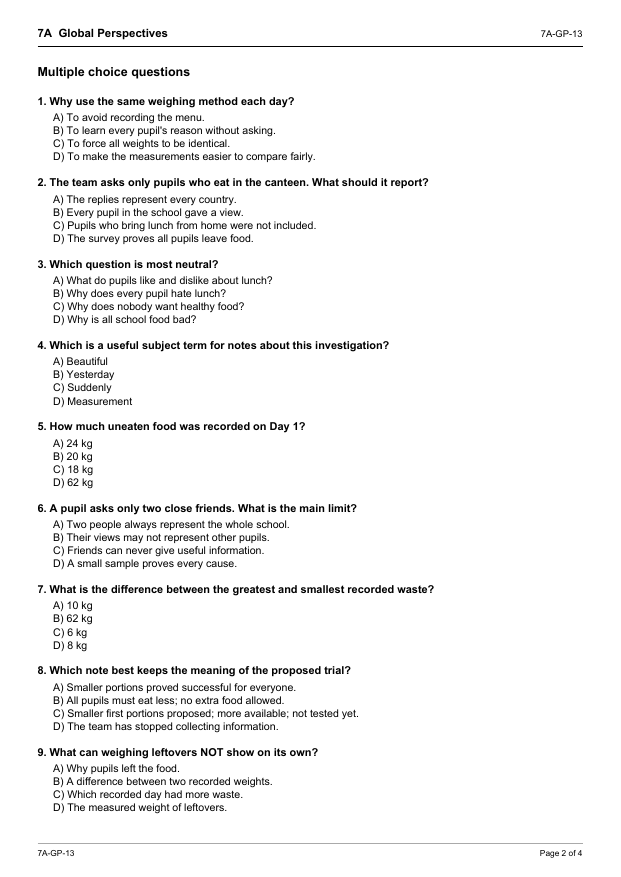 7A Global Perspectives
7A-GP-13
Multiple choice questions
1. Why use the same weighing method each day?
A) To avoid recording the menu.
B) To learn every pupil's reason without asking.
C) To force all weights to be identical.
D) To make the measurements easier to compare fairly.
2. The team asks only pupils who eat in the canteen. What should it report?
A) The replies represent every country.
B) Every pupil in the school gave a view.
C) Pupils who bring lunch from home were not included.
D) The survey proves all pupils leave food.
3. Which question is most neutral?
A) What do pupils like and dislike about lunch?
B) Why does every pupil hate lunch?
C) Why does nobody want healthy food?
D) Why is all school food bad?
4. Which is a useful subject term for notes about this investigation?
A) Beautiful
B) Yesterday
C) Suddenly
D) Measurement
5. How much uneaten food was recorded on Day 1?
A) 24 kg
B) 20 kg
C) 18 kg
D) 62 kg
6. A pupil asks only two close friends. What is the main limit?
A) Two people always represent the whole school.
B) Their views may not represent other pupils.
C) Friends can never give useful information.
D) A small sample proves every cause.
7. What is the difference between the greatest and smallest recorded waste?
A) 10 kg
B) 62 kg
C) 6 kg
D) 8 kg
8. Which note best keeps the meaning of the proposed trial?
A) Smaller portions proved successful for everyone.
B) All pupils must eat less; no extra food allowed.
C) Smaller first portions proposed; more available; not tested yet.
D) The team has stopped collecting information.
9. What can weighing leftovers NOT show on its own?
A) Why pupils left the food.
B) A difference between two recorded weights.
C) Which recorded day had more waste.
D) The measured weight of leftovers.
7A-GP-13
Page 2 of 4